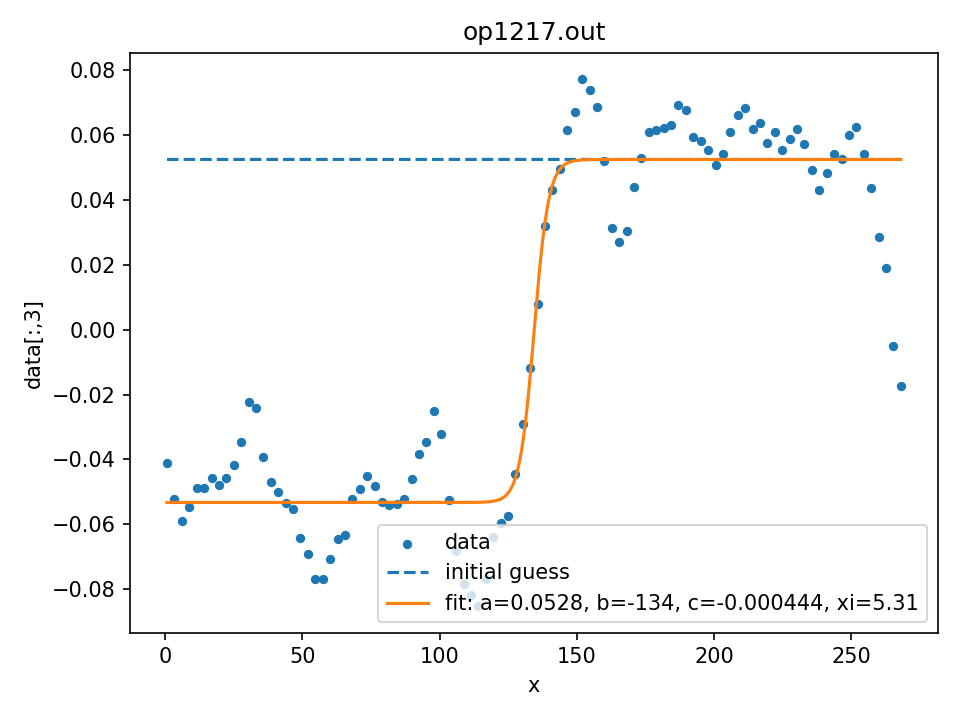 op1217.out
0.08
0.06
0.04
0.02
0.00
−0.02
−0.04
−0.06
−0.08
data[:,3]
data
initial guess
fit: a=0.0528, b=-134, c=-0.000444, xi=5.31
0 50 100 150 200 250
x